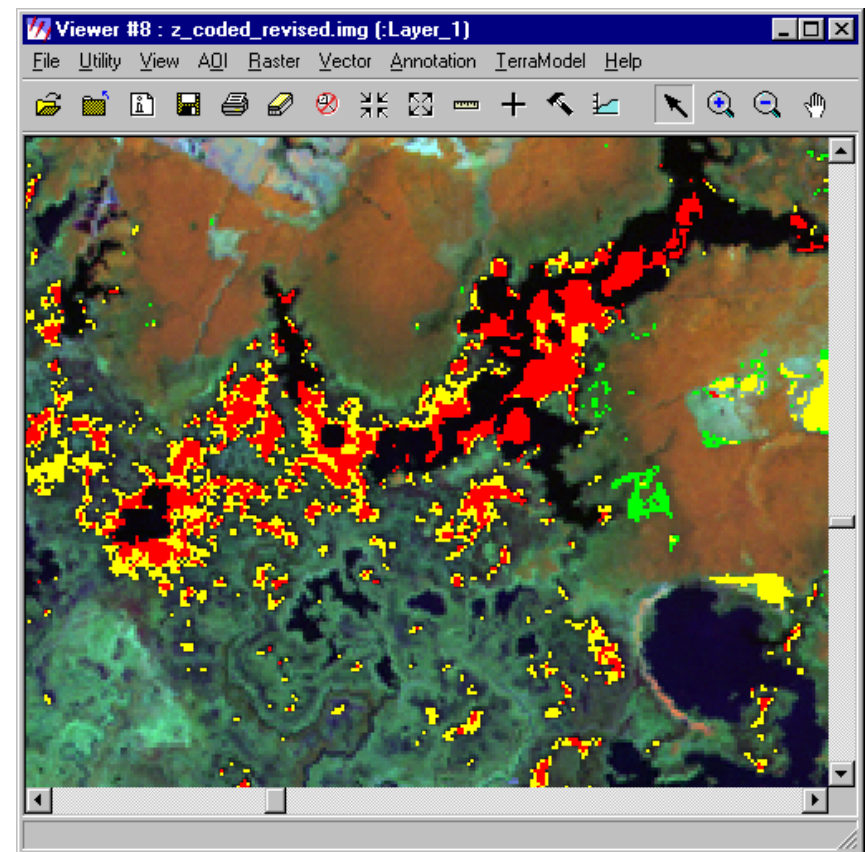 Viewer #8 : z_coded_revised.img (:Layer_1)
File Utility View AOI Raster Vector Annotation TerraModel Help